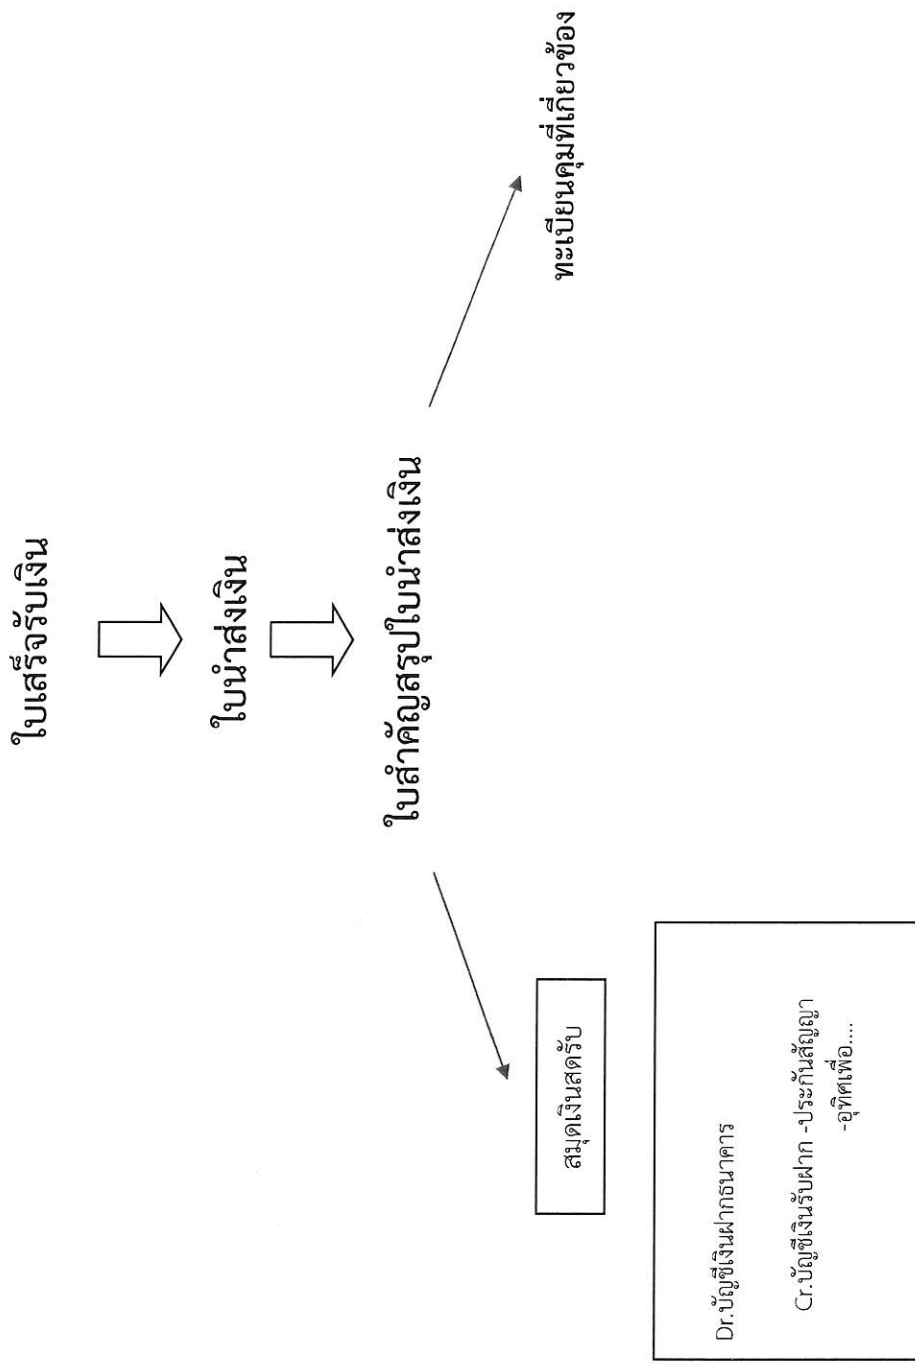 ใบเสร็จรับเงิน
ใบนำส่งเงิน
ใบสำคัญสรุปใบนำส่งเงิน
สมุดเงินสดรับ
ทะเบียนคุมที่เกี่ยวข้อง
Dr.บัญชีเงินฝากธนาคาร
Cr.บัญชีเงินรับฝาก -ประกันสัญญา
-อุทิศเพื่อ....